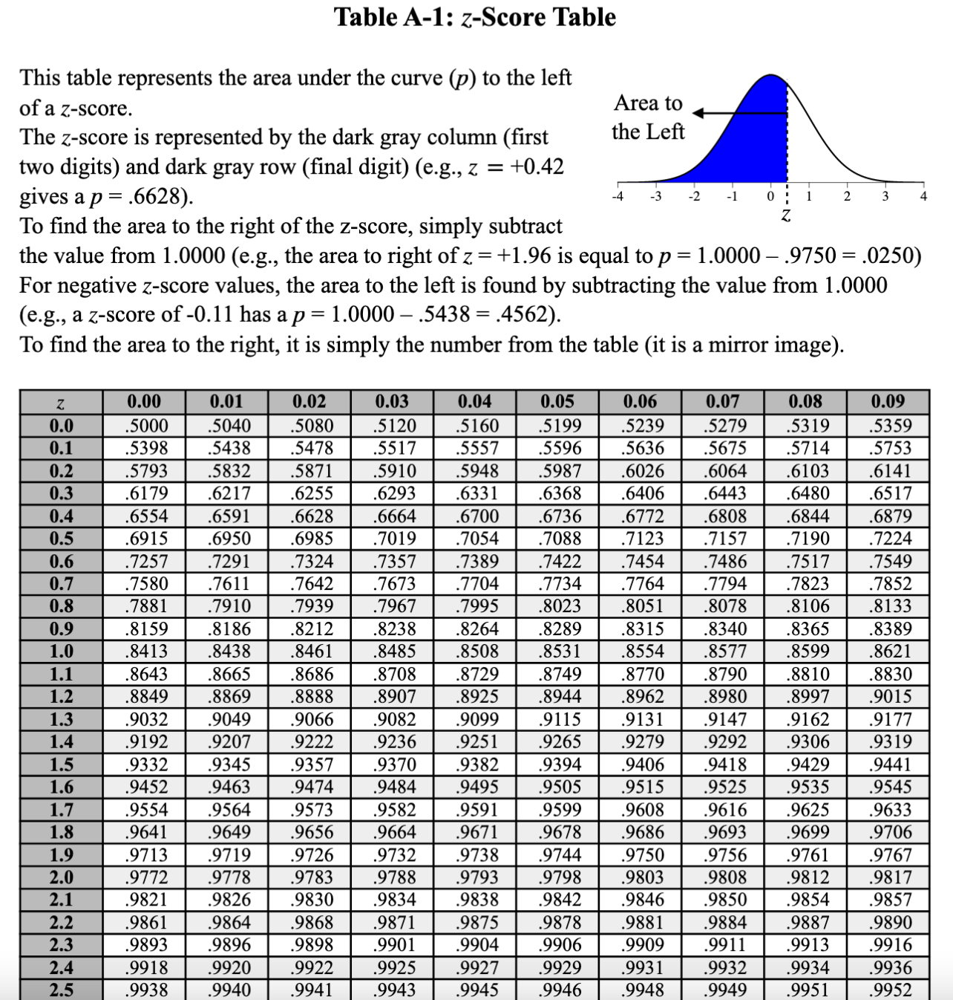 Table A-1: z-Score Table
This table represents the area under the curve (p) to the left
of a z-score.
The z-score is represented by the dark gray column (first
two digits) and dark gray row (final digit) (e.g., z = +0.42
gives a p = .6628).
To find the area to the right of the z-score, simply subtract
the value from 1.0000 (e.g., the area to right of z = +1.96 is equal to p = 1.0000 – .9750 = .0250)
For negative z-score values, the area to the left is found by subtracting the value from 1.0000
(e.g., a z-score of -0.11 has a p = 1.0000 – .5438 = .4562).
To find the area to the right, it is simply the number from the table (it is a mirror image).
Area to
the Left
-4 -3 -2 -1 0 1 2 3 4
z
z 0.00 0.01 0.02 0.03 0.04 0.05 0.06 0.07 0.08 0.09
0.0 .5000 .5040 .5080 .5120 .5160 .5199 .5239 .5279 .5319 .5359
0.1 .5398 .5438 .5478 .5517 .5557 .5596 .5636 .5675 .5714 .5753
0.2 .5793 .5832 .5871 .5910 .5948 .5987 .6026 .6064 .6103 .6141
0.3 .6179 .6217 .6255 .6293 .6331 .6368 .6406 .6443 .6480 .6517
0.4 .6554 .6591 .6628 .6664 .6700 .6736 .6772 .6808 .6844 .6879
0.5 .6915 .6950 .6985 .7019 .7054 .7088 .7123 .7157 .7190 .7224
0.6 .7257 .7291 .7324 .7357 .7389 .7422 .7454 .7486 .7517 .7549
0.7 .7580 .7611 .7642 .7673 .7704 .7734 .7764 .7794 .7823 .7852
0.8 .7881 .7910 .7939 .7967 .7995 .8023 .8051 .8078 .8106 .8133
0.9 .8159 .8186 .8212 .8238 .8264 .8289 .8315 .8340 .8365 .8389
1.0 .8413 .8438 .8461 .8485 .8508 .8531 .8554 .8577 .8599 .8621
1.1 .8643 .8665 .8686 .8708 .8729 .8749 .8770 .8790 .8810 .8830
1.2 .8849 .8869 .8888 .8907 .8925 .8944 .8962 .8980 .8997 .9015
1.3 .9032 .9049 .9066 .9082 .9099 .9115 .9131 .9147 .9162 .9177
1.4 .9192 .9207 .9222 .9236 .9251 .9265 .9279 .9292 .9306 .9319
1.5 .9332 .9345 .9357 .9370 .9382 .9394 .9406 .9418 .9429 .9441
1.6 .9452 .9463 .9474 .9484 .9495 .9505 .9515 .9525 .9535 .9545
1.7 .9554 .9564 .9573 .9582 .9591 .9599 .9608 .9616 .9625 .9633
1.8 .9641 .9649 .9656 .9664 .9671 .9678 .9686 .9693 .9699 .9706
1.9 .9713 .9719 .9726 .9732 .9738 .9744 .9750 .9756 .9761 .9767
2.0 .9772 .9778 .9783 .9788 .9793 .9798 .9803 .9808 .9812 .9817
2.1 .9821 .9826 .9830 .9834 .9838 .9842 .9846 .9850 .9854 .9857
2.2 .9861 .9864 .9868 .9871 .9875 .9878 .9881 .9884 .9887 .9890
2.3 .9893 .9896 .9898 .9901 .9904 .9906 .9909 .9911 .9913 .9916
2.4 .9918 .9920 .9922 .9925 .9927 .9929 .9931 .9932 .9934 .9936
2.5 .9938 .9940 .9941 .9943 .9945 .9946 .9948 .9949 .9951 .9952